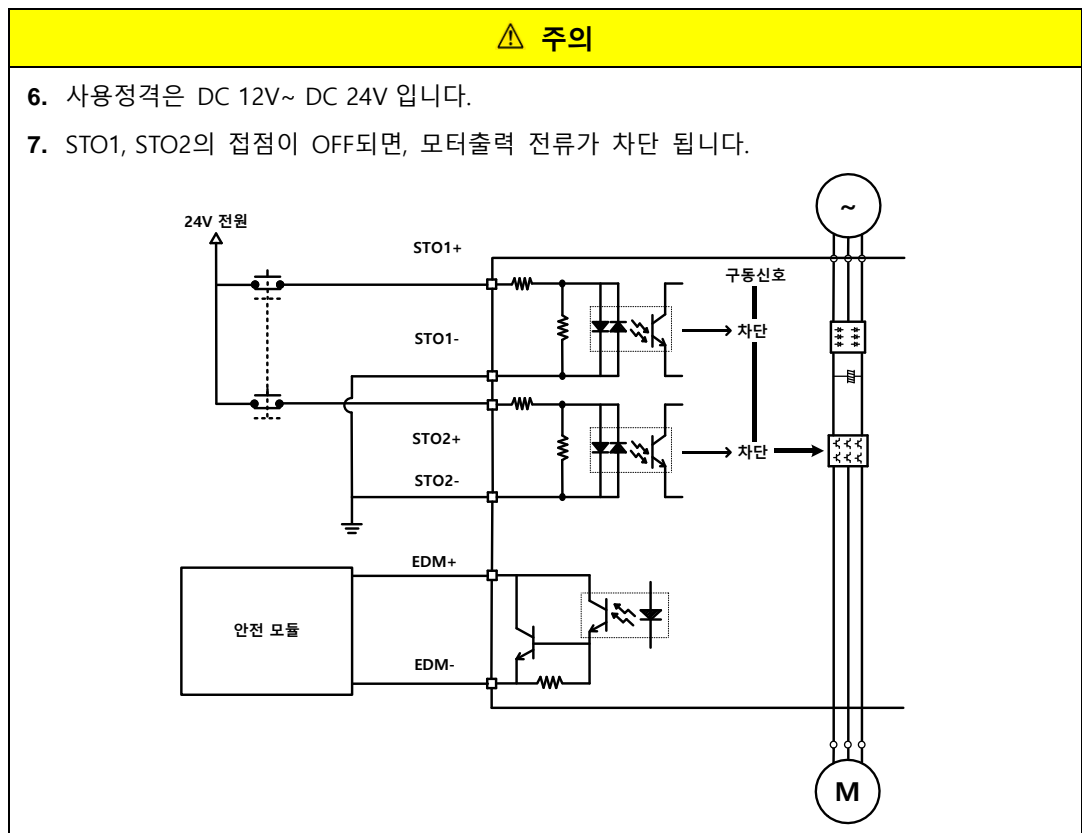 ⚠ 주의
6. 사용정격은 DC 12V~ DC 24V 입니다.
7. STO1, STO2의 접점이 OFF되면, 모터출력 전류가 차단 됩니다.
~
24V 전원
STO1+
구동신호
STO1-
차단
STO2+
차단
STO2-
EDM+
안전 모듈
EDM-
M